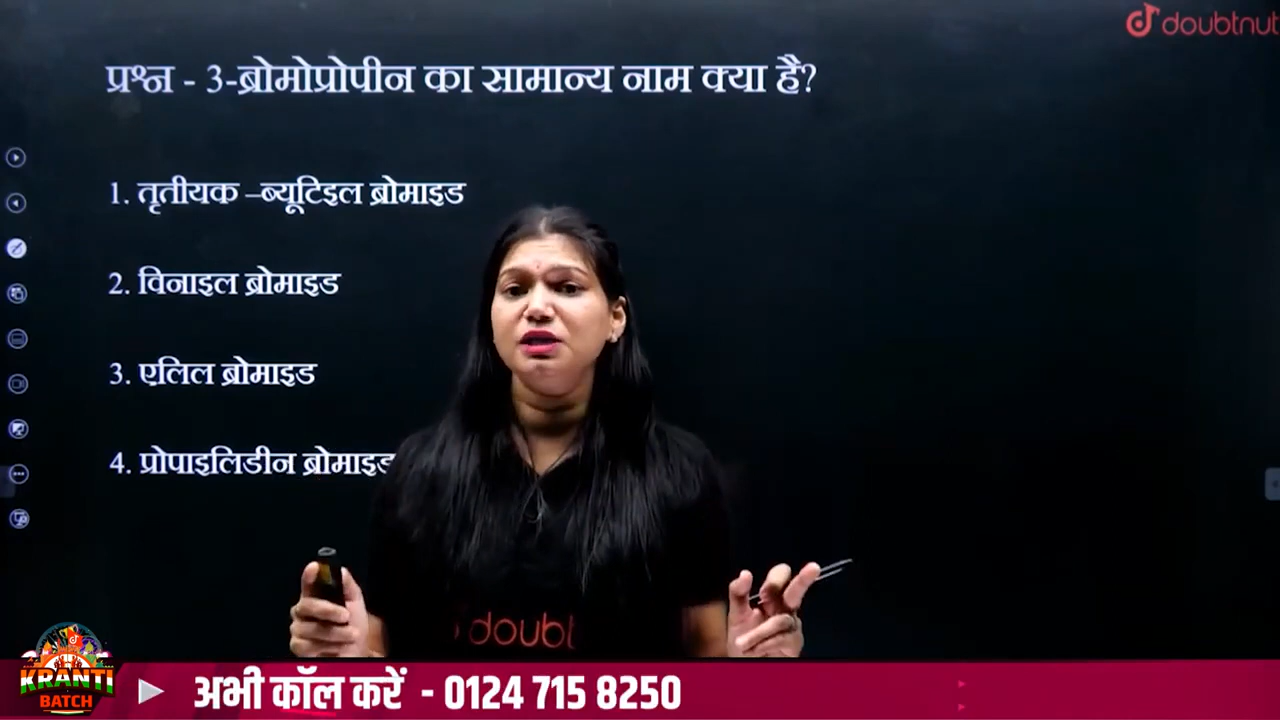 doubtnut
प्रश्न - 3-ब्रोमोप्रोपीन का सामान्य नाम क्या है?
1. तृतीयक –ब्यूटिइल ब्रोमाइड
2. विनाइल ब्रोमाइड
3. एलिल ब्रोमाइड
4. प्रोपाइलिडीन ब्रोमाइड
doubt
KRANTI
BATCH
अभी कॉल करें - 0124 715 8250